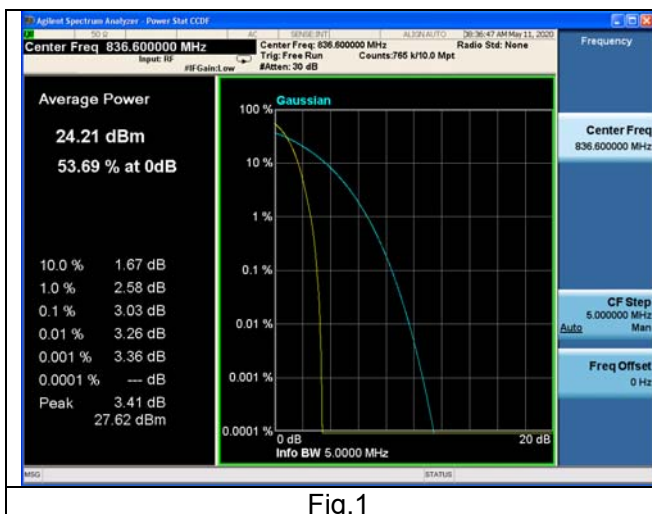 Agilent Spectrum Analyzer - Power Stat CCDF
50 Ω AC SENSE:INT ALIGN AUTO 08:36:47 AM May 11, 2020
Center Freq 836.600000 MHz
Input: RF
#IFGain:Low
Center Freq: 836.600000 MHz
Radio Std: None
Trig: Free Run
Counts:765 k/10.0 Mpt
#Atten: 30 dB
Average Power
24.21 dBm
53.69 % at 0dB
10.0 % 1.67 dB
1.0 % 2.58 dB
0.1 % 3.03 dB
0.01 % 3.26 dB
0.001 % 3.36 dB
0.0001 % --- dB
Peak 3.41 dB
27.62 dBm
Gaussian
100 %
10 %
1 %
0.1 %
0.01 %
0.001 %
0.0001 %
0 dB
20 dB
Info BW 5.0000 MHz
Frequency
Center Freq
836.600000 MHz
CF Step
5.000000 MHz
Auto Man
Freq Offset
0 Hz
MSG
STATUS
Fig.1